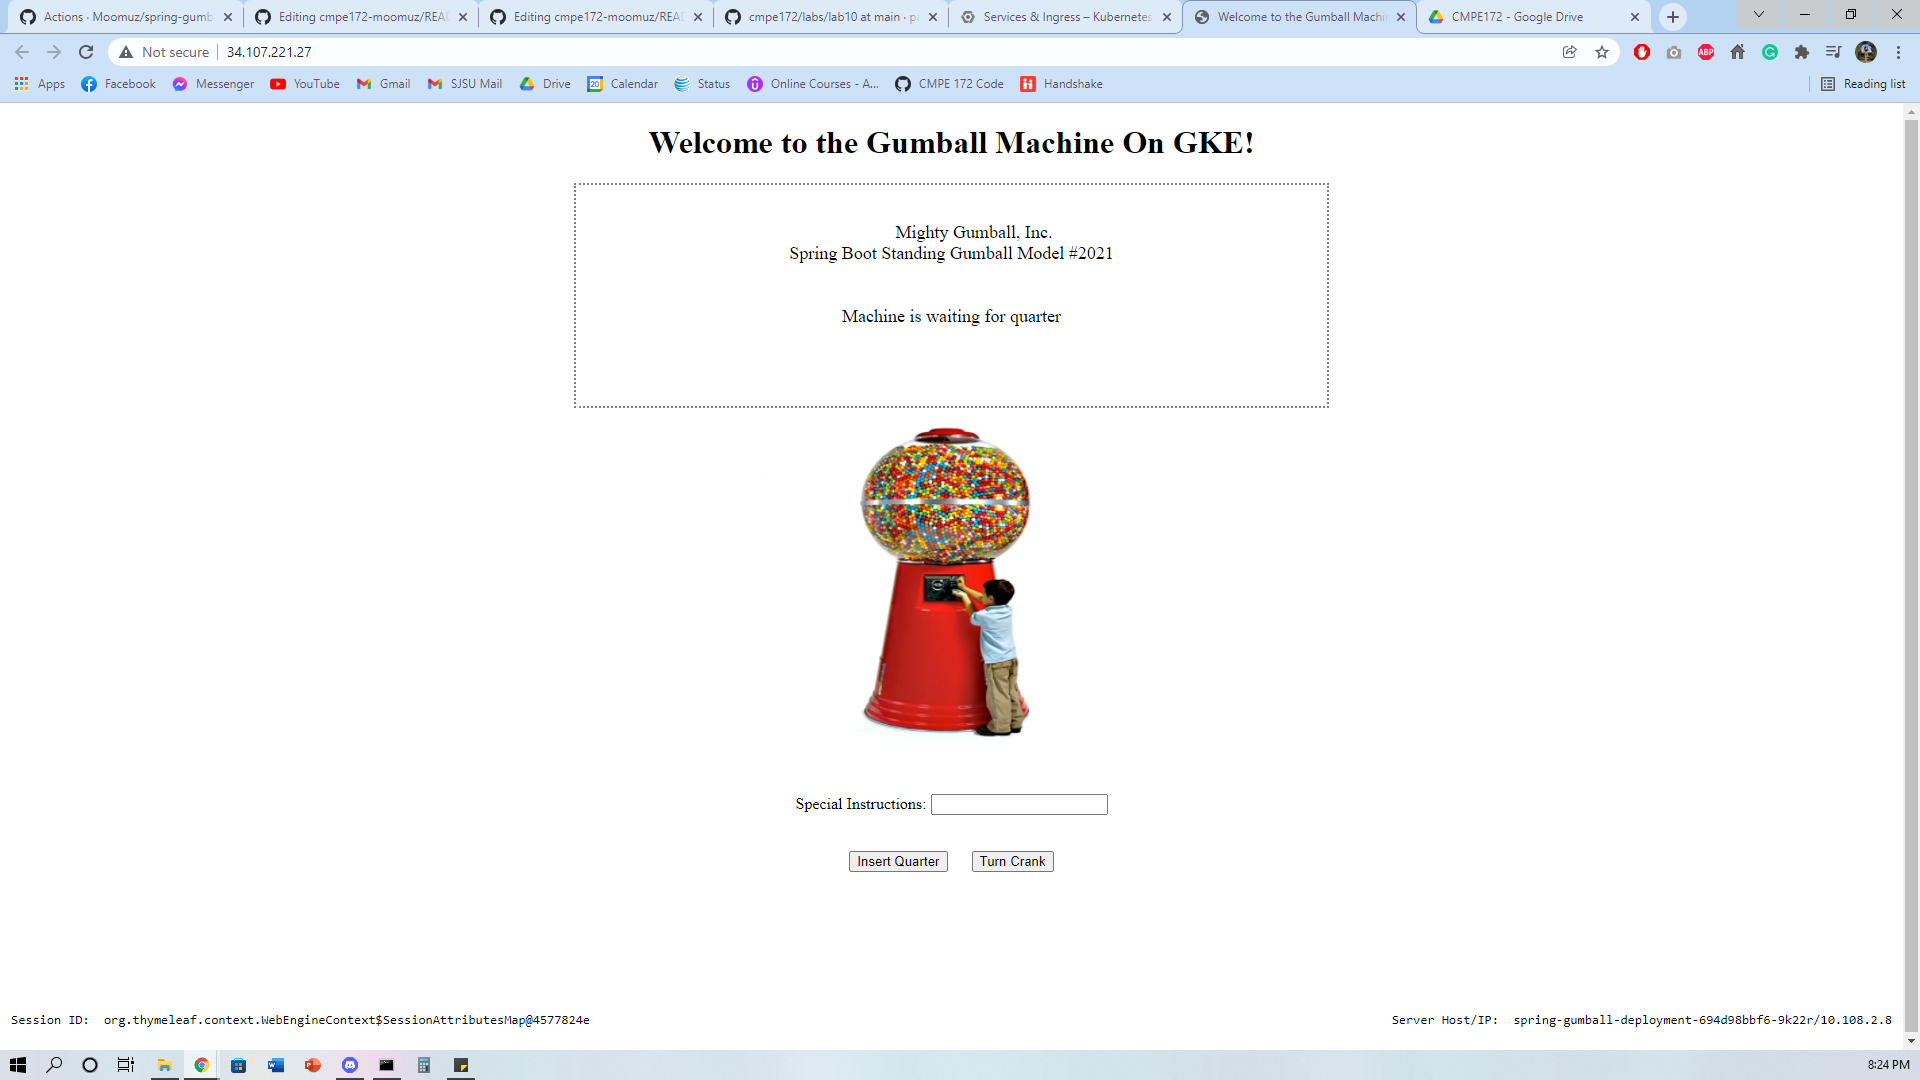 Actions · Moomuz/spring-gumb
Editing cmpe172-moomuz/READ
Editing cmpe172-moomuz/READ
cmpe172/labs/lab10 at main · pa
Services & Ingress – Kubernetes
Welcome to the Gumball Machin
CMPE172 - Google Drive
Not secure
34.107.221.27
ABP
Apps
Facebook
Messenger
YouTube
Gmail
SJSU Mail
Drive
Calendar
Status
Online Courses - A...
CMPE 172 Code
Handshake
Reading list
Welcome to the Gumball Machine On GKE!
Mighty Gumball, Inc.
Spring Boot Standing Gumball Model #2021
Machine is waiting for quarter
Special Instructions:
Insert Quarter
Turn Crank
Session ID: org.thymeleaf.context.WebEngineContext$SessionAttributesMap@4577824e
Server Host/IP: spring-gumball-deployment-694d98bbf6-9k22r/10.108.2.8
8:24 PM